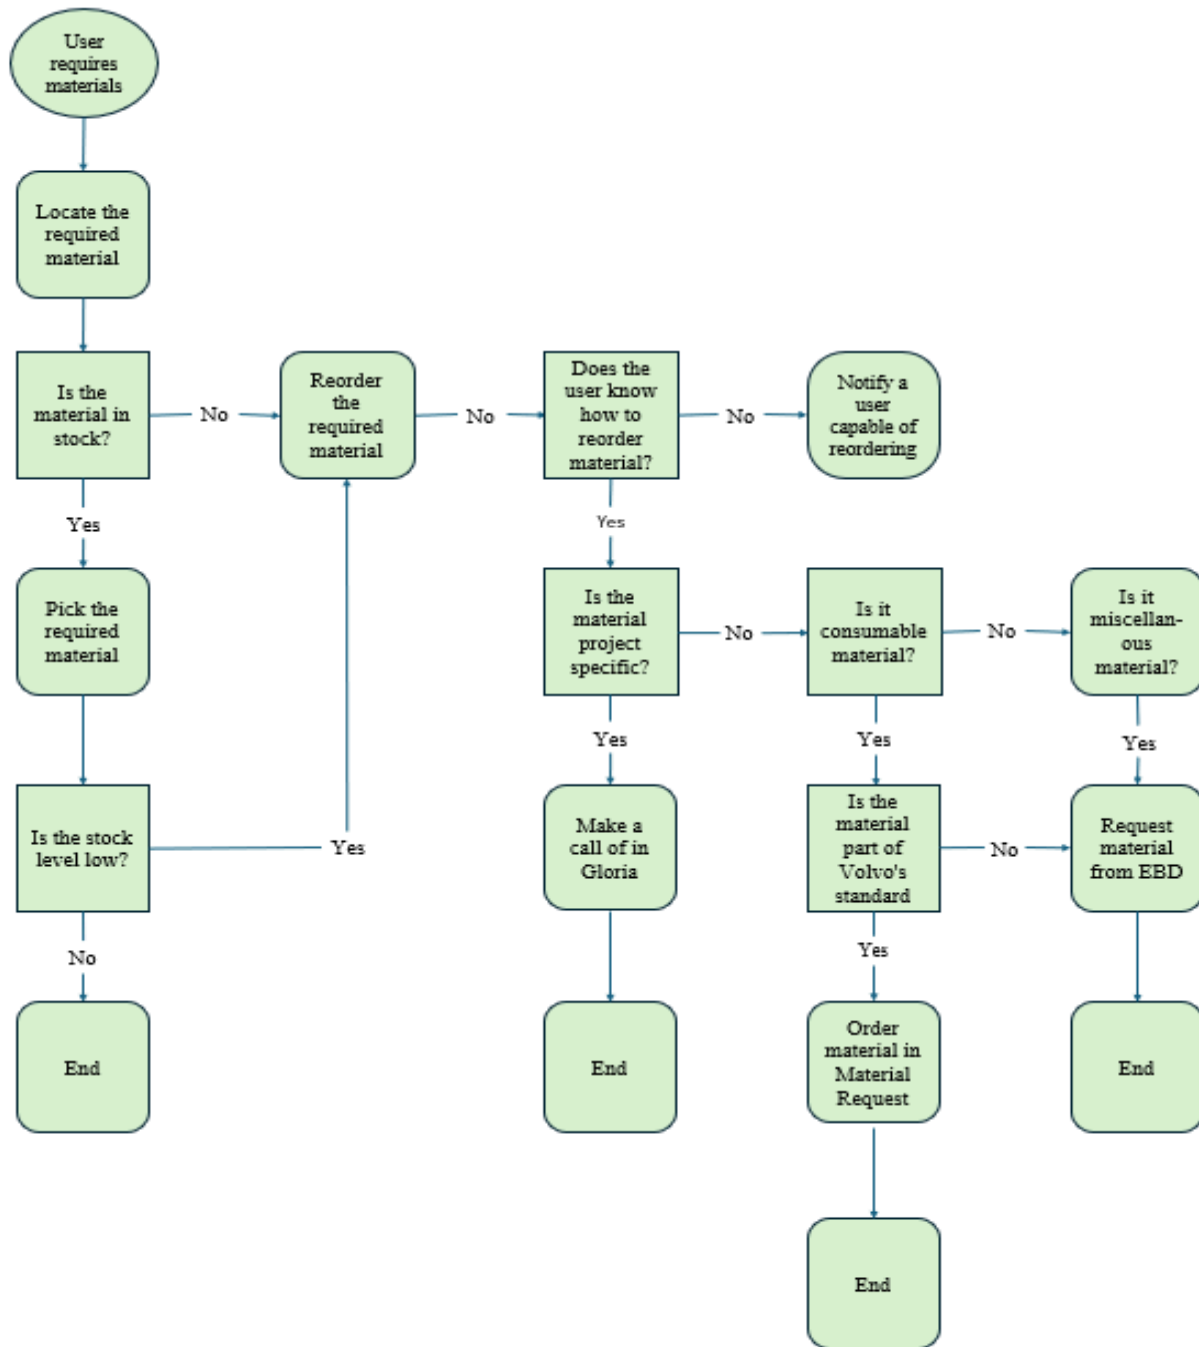 User
requires
materials
Locate the
required
material
Is the
material in
stock?
No
Reorder
the
required
material
No
Does the
user know
how to
reorder
material?
No
Notify a
user
capable of
reordering
Yes
Yes
Pick the
required
material
Is the
material
project
specific?
No
Is it
consumable
material?
No
Is it
miscellan-
ous
material?
Yes
Yes
Yes
Is the stock
level low?
Yes
Make a
call of in
Gloria
Is the
material
part of
Volvo's
standard
No
Request
material
from EBD
No
Yes
End
End
Order
material in
Material
Request
End
End